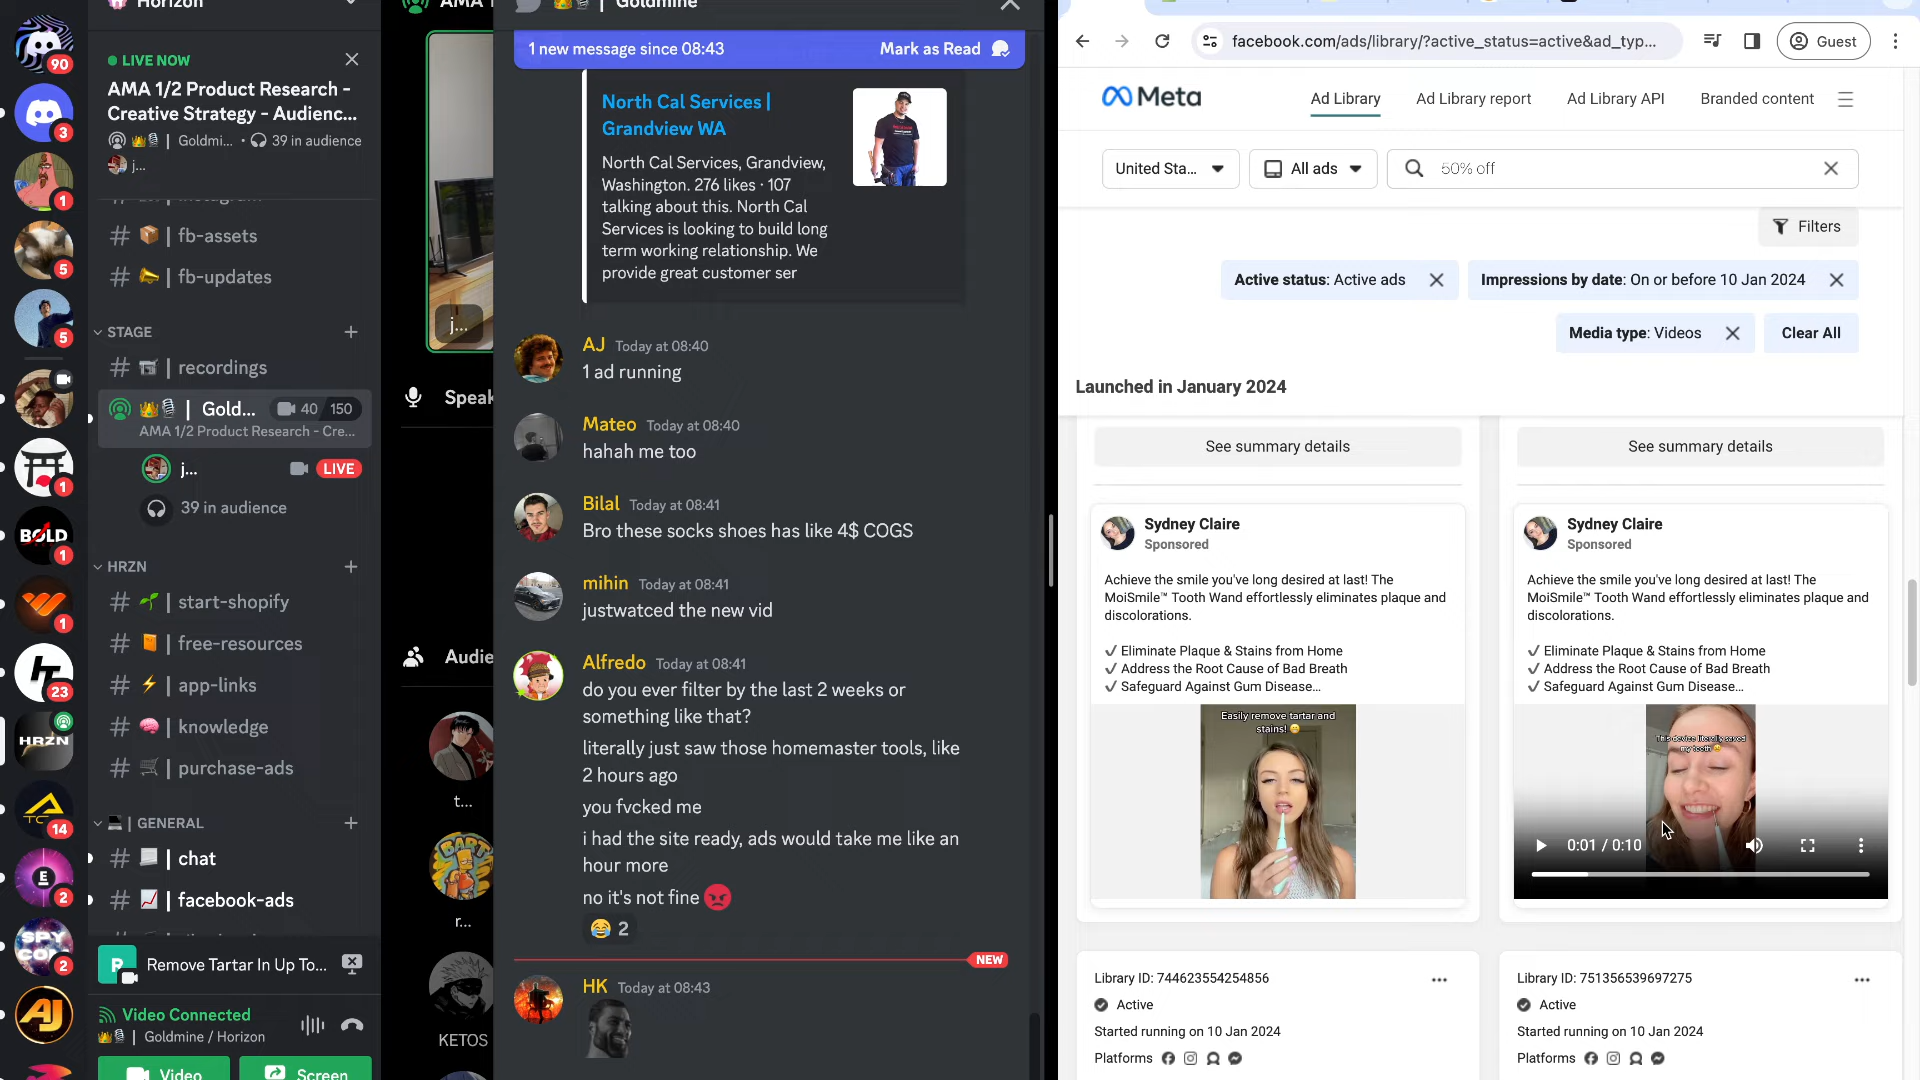 Horizon
LIVE NOW
AMA 1/2 Product Research -
Creative Strategy - Audienc...
| Goldmi... • 39 in audience
j...
# | fb-assets
# | fb-updates
STAGE
# | recordings
| Gold... 40 150
AMA 1/2 Product Research - Cre...
j... LIVE
39 in audience
HRZN
# | start-shopify
# | free-resources
# | app-links
# | knowledge
# | purchase-ads
| GENERAL
# | chat
# | facebook-ads
Remove Tartar In Up To...
Video Connected
| Goldmine / Horizon
Video
Screen
90
3
1
5
5
1
BOLD
1
1
23
HRZN
14
E
2
SPY
2
AJ
AMA 1
j...
Speak
Audie
t...
BART
r...
KETOS
| Goldmine
1 new message since 08:43 Mark as Read
North Cal Services |
Grandview WA
North Cal Services, Grandview,
Washington. 276 likes · 107
talking about this. North Cal
Services is looking to build long
term working relationship. We
provide great customer ser
AJ Today at 08:40
1 ad running
Mateo Today at 08:40
hahah me too
Bilal Today at 08:41
Bro these socks shoes has like 4$ COGS
mihin Today at 08:41
justwatced the new vid
Alfredo Today at 08:41
do you ever filter by the last 2 weeks or
something like that?
literally just saw those homemaster tools, like
2 hours ago
you fvcked me
i had the site ready, ads would take me like an
hour more
no it's not fine 😡
😂 2
NEW
HK Today at 08:43
facebook.com/ads/library/?active_status=active&ad_typ...
Guest
Meta
Ad Library Ad Library report Ad Library API Branded content
United Sta... All ads 50% off
Filters
Active status: Active ads Impressions by date: On or before 10 Jan 2024
Media type: Videos Clear All
Launched in January 2024
See summary details
Sydney Claire
Sponsored
Achieve the smile you've long desired at last! The
MoiSmile™ Tooth Wand effortlessly eliminates plaque and
discolorations.
✓ Eliminate Plaque & Stains from Home
✓ Address the Root Cause of Bad Breath
✓ Safeguard Against Gum Disease...
Easily remove tartar and
stains! 😁
Library ID: 744623554254856
Active
Started running on 10 Jan 2024
Platforms
See summary details
Sydney Claire
Sponsored
Achieve the smile you've long desired at last! The
MoiSmile™ Tooth Wand effortlessly eliminates plaque and
discolorations.
✓ Eliminate Plaque & Stains from Home
✓ Address the Root Cause of Bad Breath
✓ Safeguard Against Gum Disease...
This device literally saved
my teeth
0:01 / 0:10
Library ID: 751356539697275
Active
Started running on 10 Jan 2024
Platforms